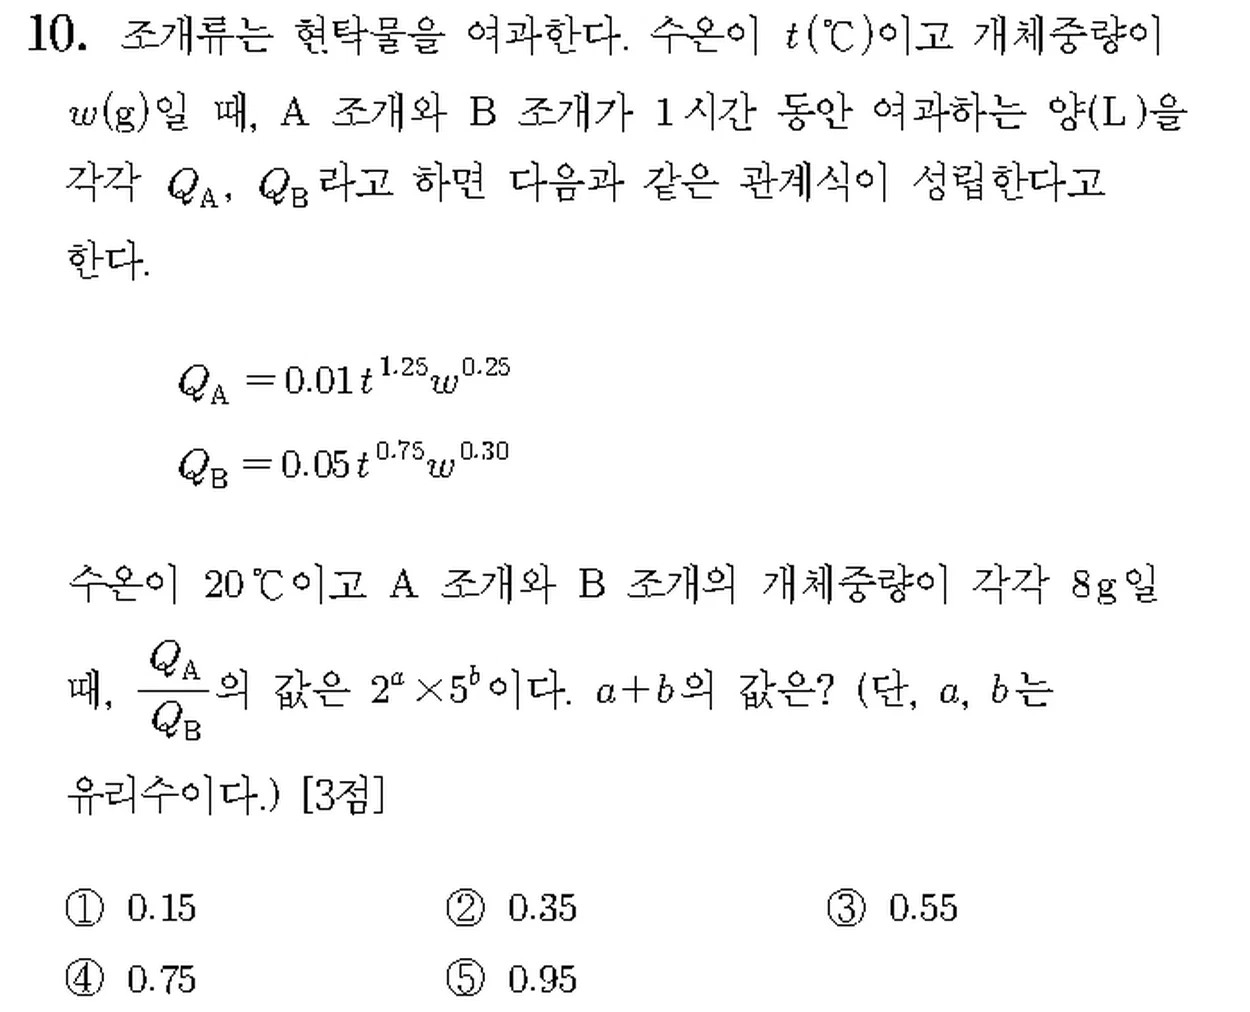 10. 조개류는 현탁물을 여과한다. 수온이 t(℃)이고 개체중량이
w(g)일 때, A 조개와 B 조개가 1시간 동안 여과하는 양(L)을
각각 Q_A, Q_B라고 하면 다음과 같은 관계식이 성립한다고
한다.
Q_A = 0.01t^{1.25}w^{0.25}
Q_B = 0.05t^{0.75}w^{0.30}
수온이 20℃이고 A 조개와 B 조개의 개체중량이 각각 8g일
때, \frac{Q_A}{Q_B}의 값은 2^a×5^b이다. a+b의 값은? (단, a, b는
유리수이다.) [3점]
① 0.15 ② 0.35 ③ 0.55
④ 0.75 ⑤ 0.95